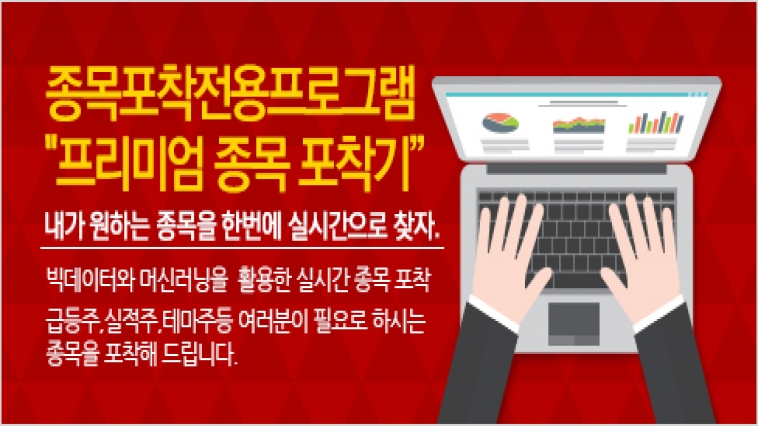 종목포착전용프로그램
"프리미엄 종목 포착기”
내가 원하는 종목을 한번에 실시간으로 찾자.
빅데이터와 머신러닝을 활용한 실시간 종목 포착
급등주,실적주,테마주등 여러분이 필요로 하시는
종목을 포착해 드립니다.